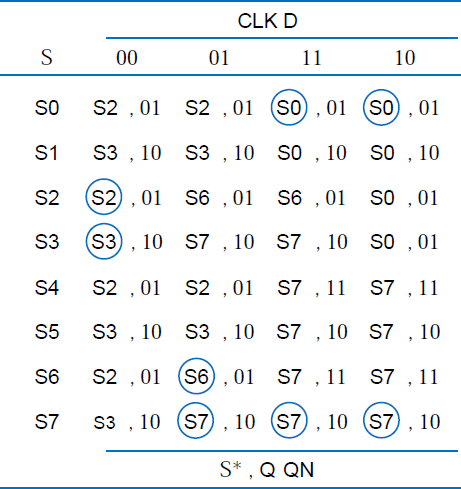 CLK D
S 00 01 11 10
S0 S2 , 01 S2 , 01 S0 , 01 S0 , 01
S1 S3 , 10 S3 , 10 S0 , 10 S0 , 10
S2 S2 , 01 S6 , 01 S6 , 01 S0 , 01
S3 S3 , 10 S7 , 10 S7 , 10 S0 , 01
S4 S2 , 01 S2 , 01 S7 , 11 S7 , 11
S5 S3 , 10 S3 , 10 S7 , 10 S7 , 10
S6 S2 , 01 S6 , 01 S7 , 11 S7 , 11
S7 S3 , 10 S7 , 10 S7 , 10 S7 , 10
S* , Q QN